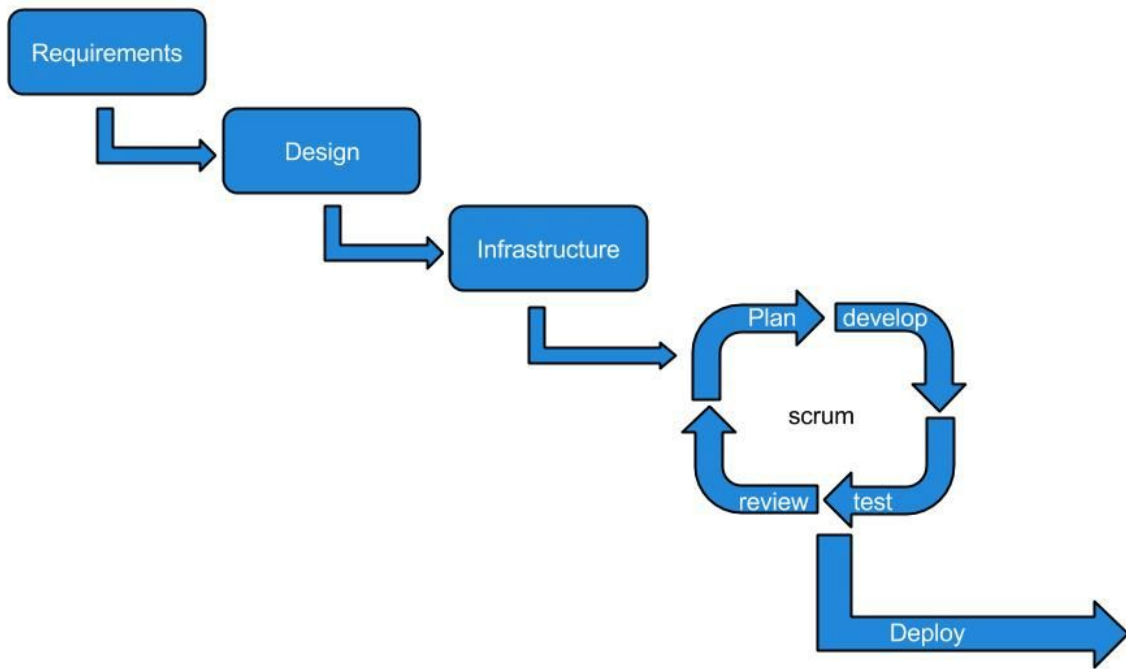 Requirements
Design
Infrastructure
Plan
develop
scrum
review
test
Deploy